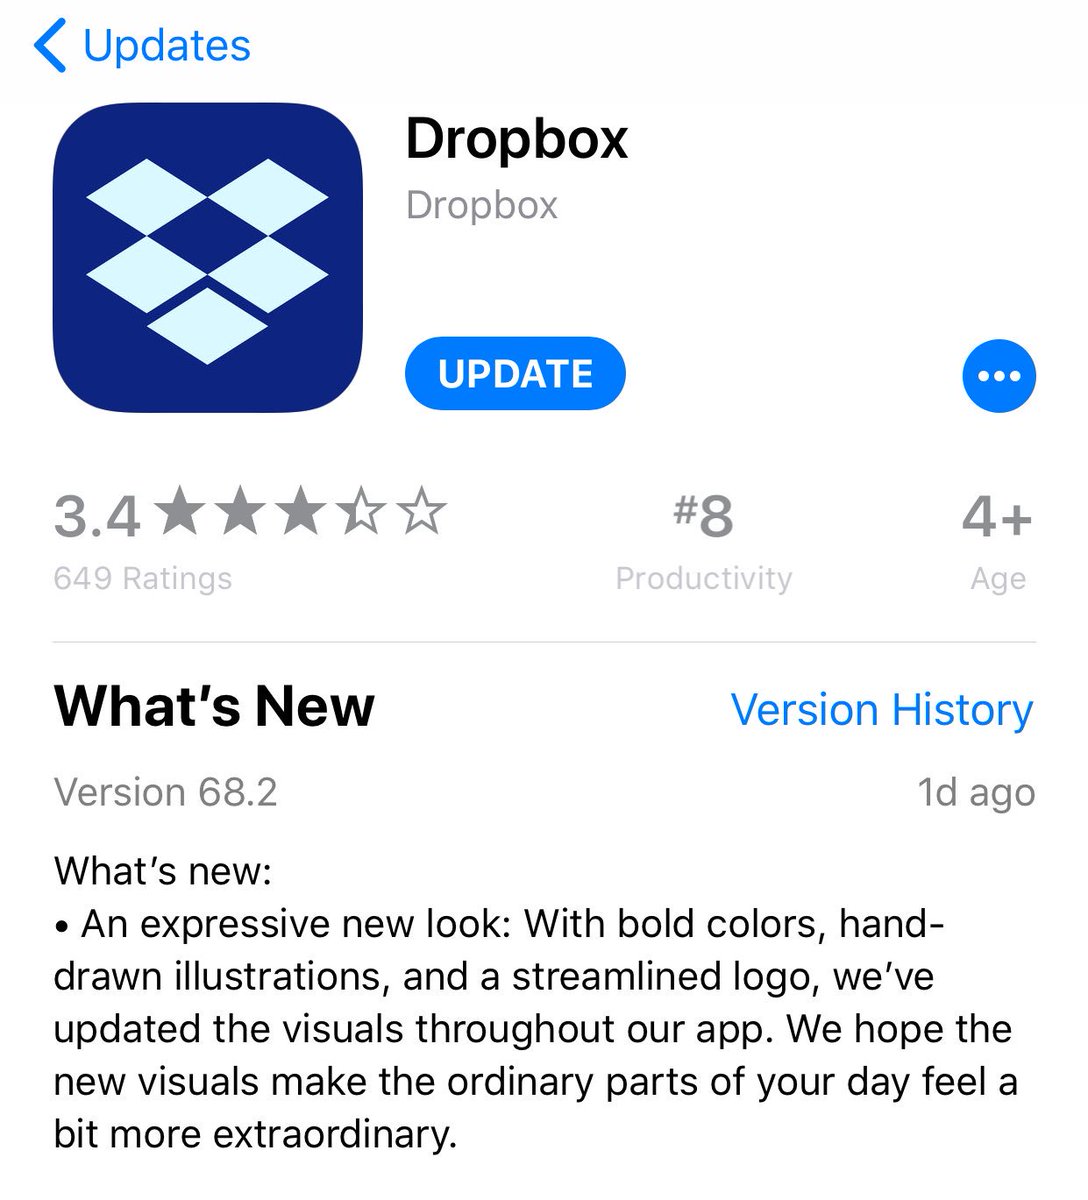 Updates
Dropbox
Dropbox
UPDATE
3.4
649 Ratings
#8
Productivity
4+
Age
What’s New
Version History
Version 68.2
1d ago
What’s new:
• An expressive new look: With bold colors, hand-
drawn illustrations, and a streamlined logo, we’ve
updated the visuals throughout our app. We hope the
new visuals make the ordinary parts of your day feel a
bit more extraordinary.